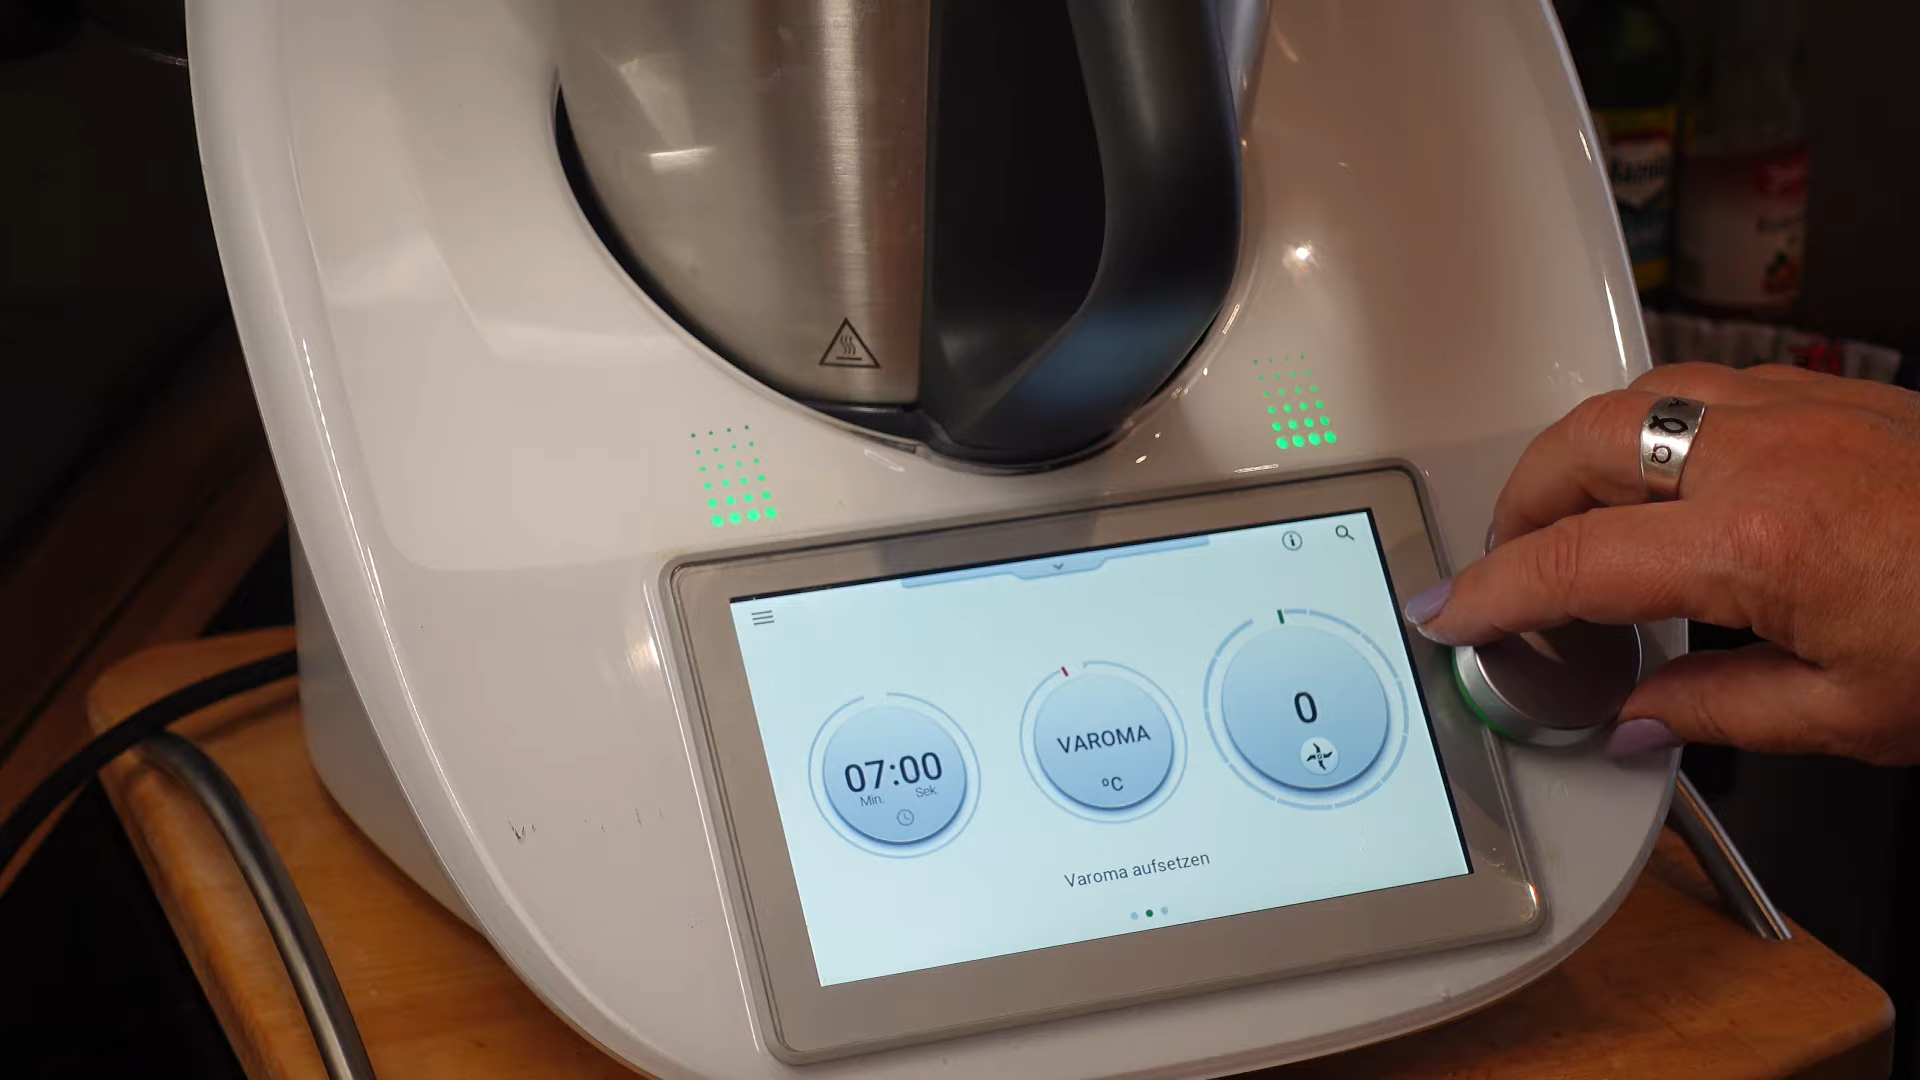 07:00
Min. Sek.
VAROMA
°C
0
Varoma aufsetzen